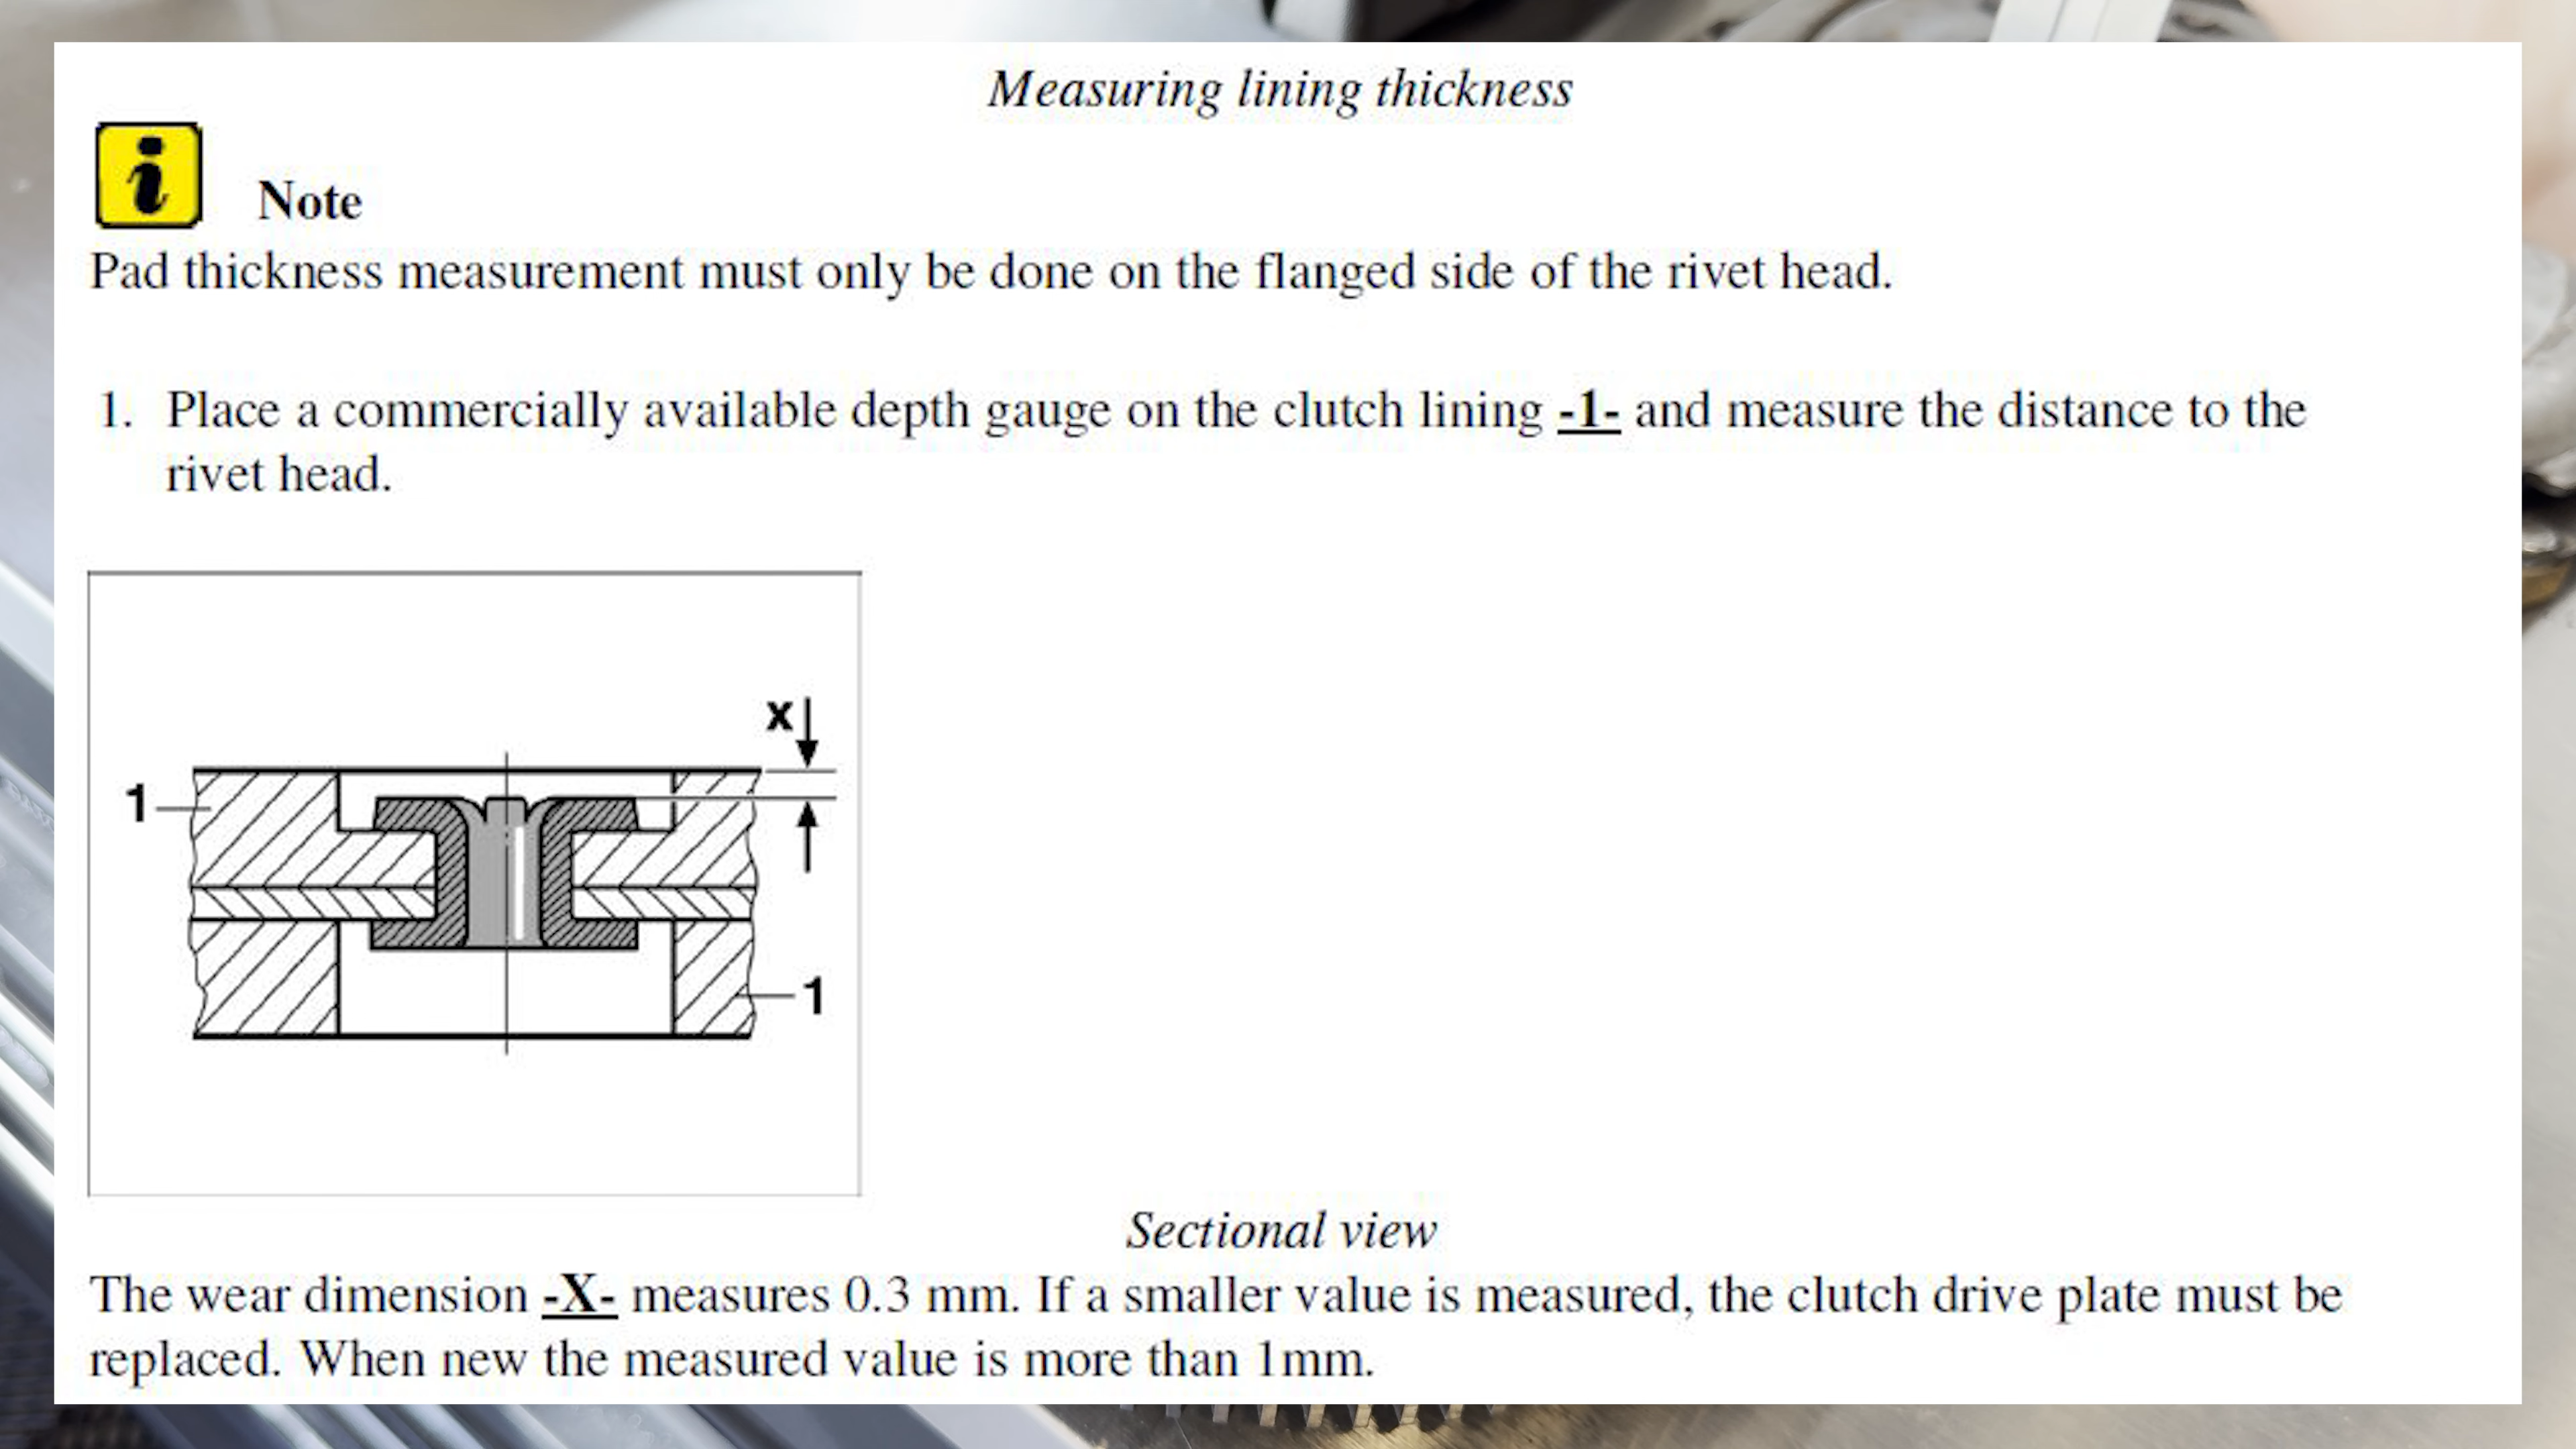 Measuring lining thickness
i
Note
Pad thickness measurement must only be done on the flanged side of the rivet head.
1. Place a commercially available depth gauge on the clutch lining -1- and measure the distance to the
rivet head.
x
1
1
Sectional view
The wear dimension -X- measures 0.3 mm. If a smaller value is measured, the clutch drive plate must be
replaced. When new the measured value is more than 1mm.